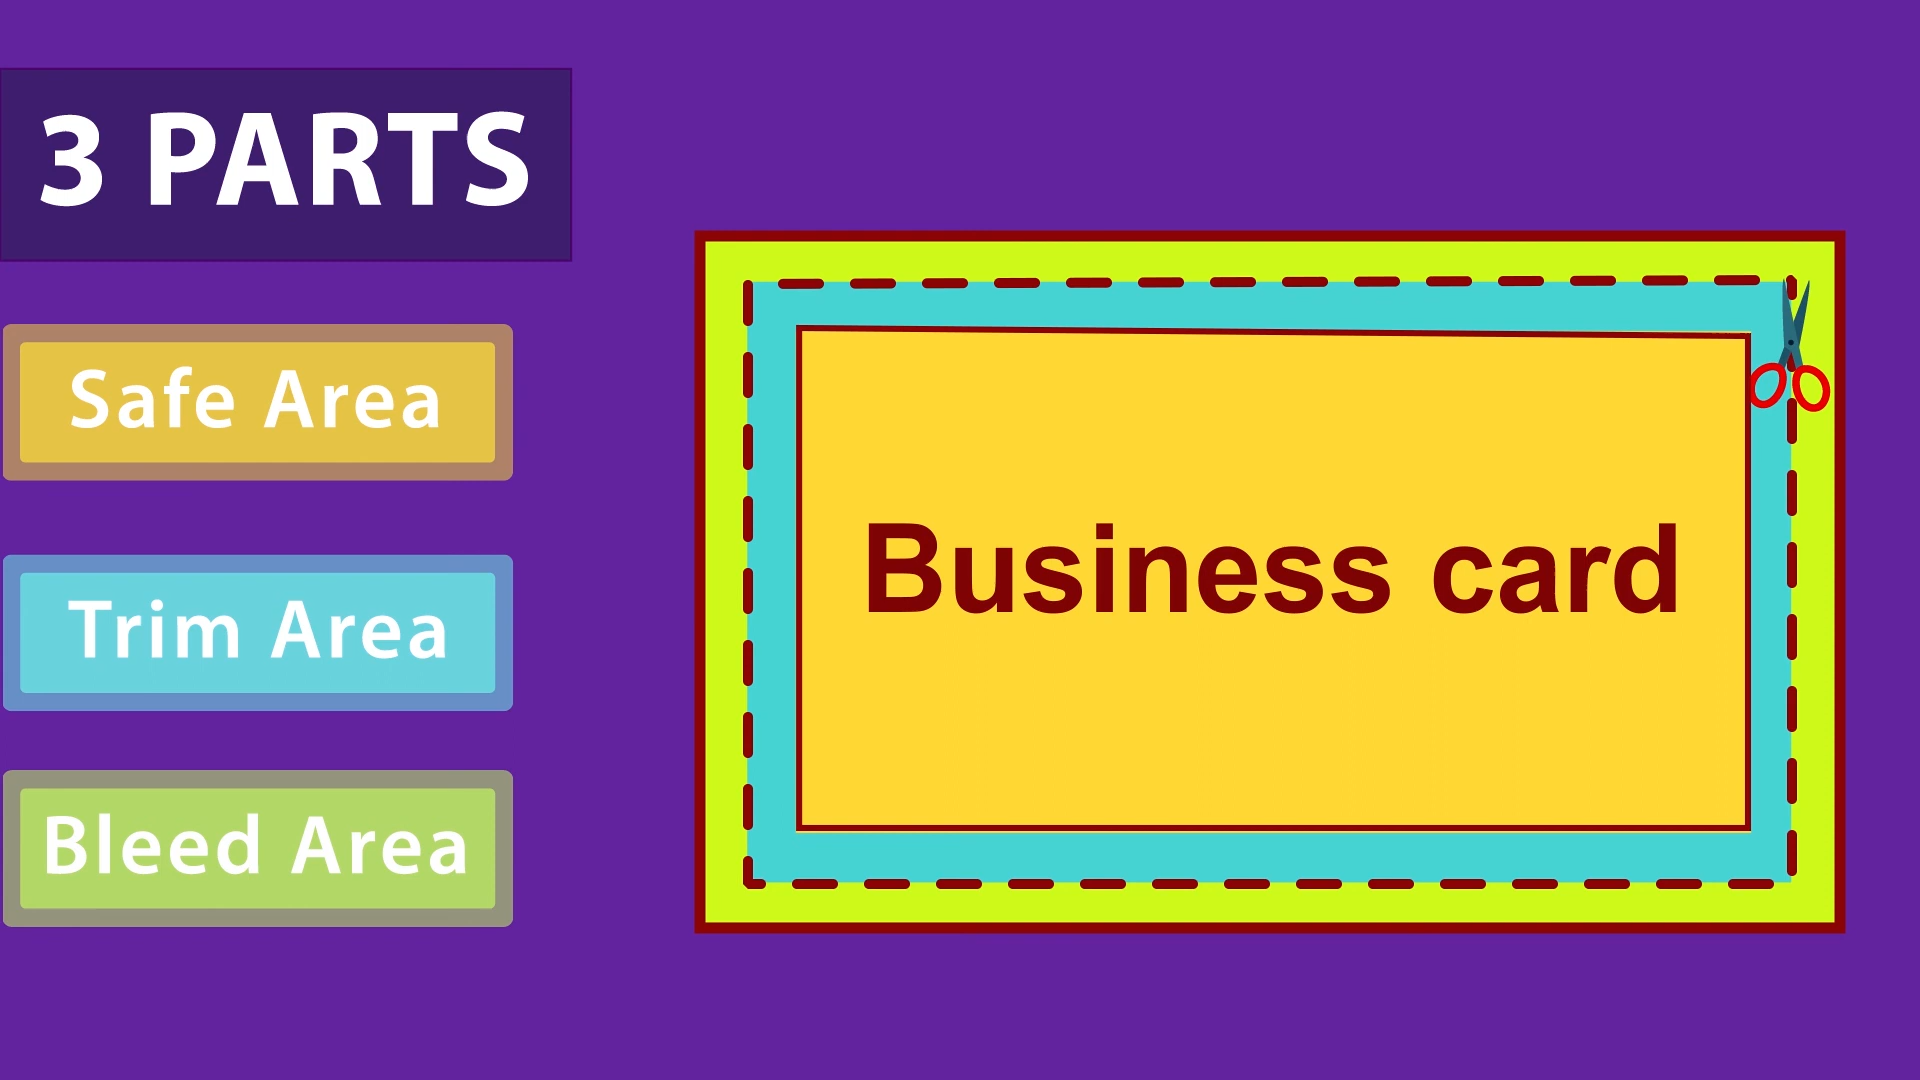 3 PARTS
Safe Area
Trim Area
Bleed Area
Business card